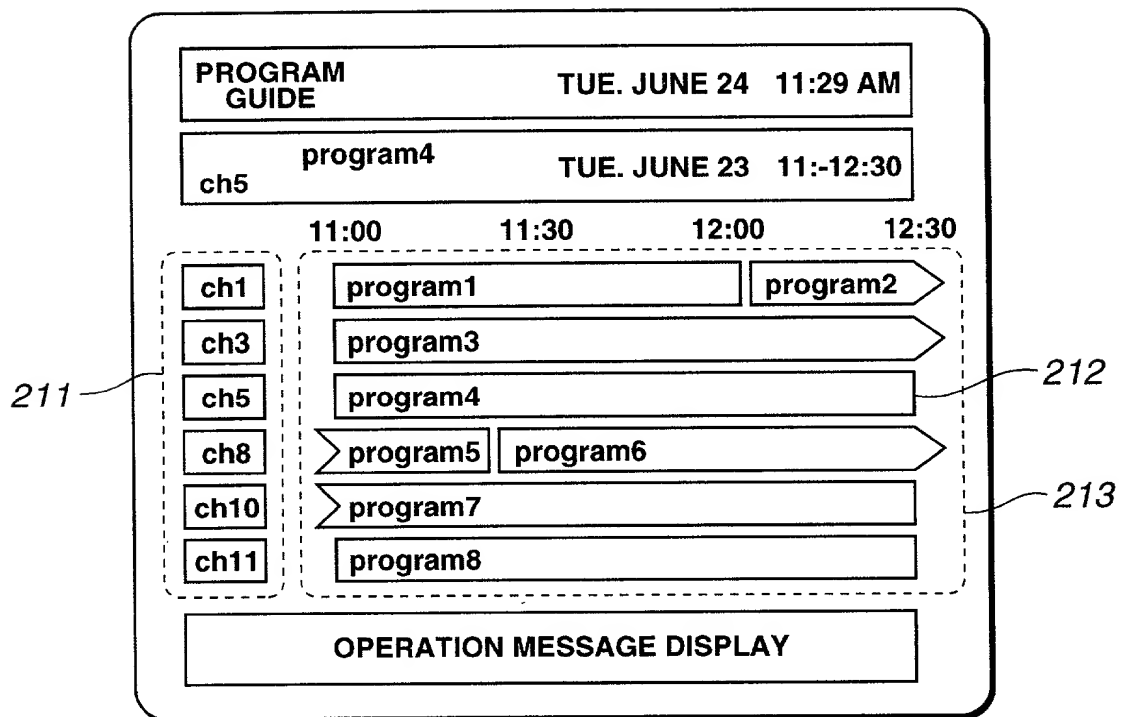 PROGRAM
GUIDE
TUE. JUNE 24 11:29 AM
program4
ch5
TUE. JUNE 23 11:-12:30
11:00 11:30 12:00 12:30
ch1 program1 program2
ch3 program3
ch5 program4
ch8 program5 program6
ch10 program7
ch11 program8
211
212
213
OPERATION MESSAGE DISPLAY